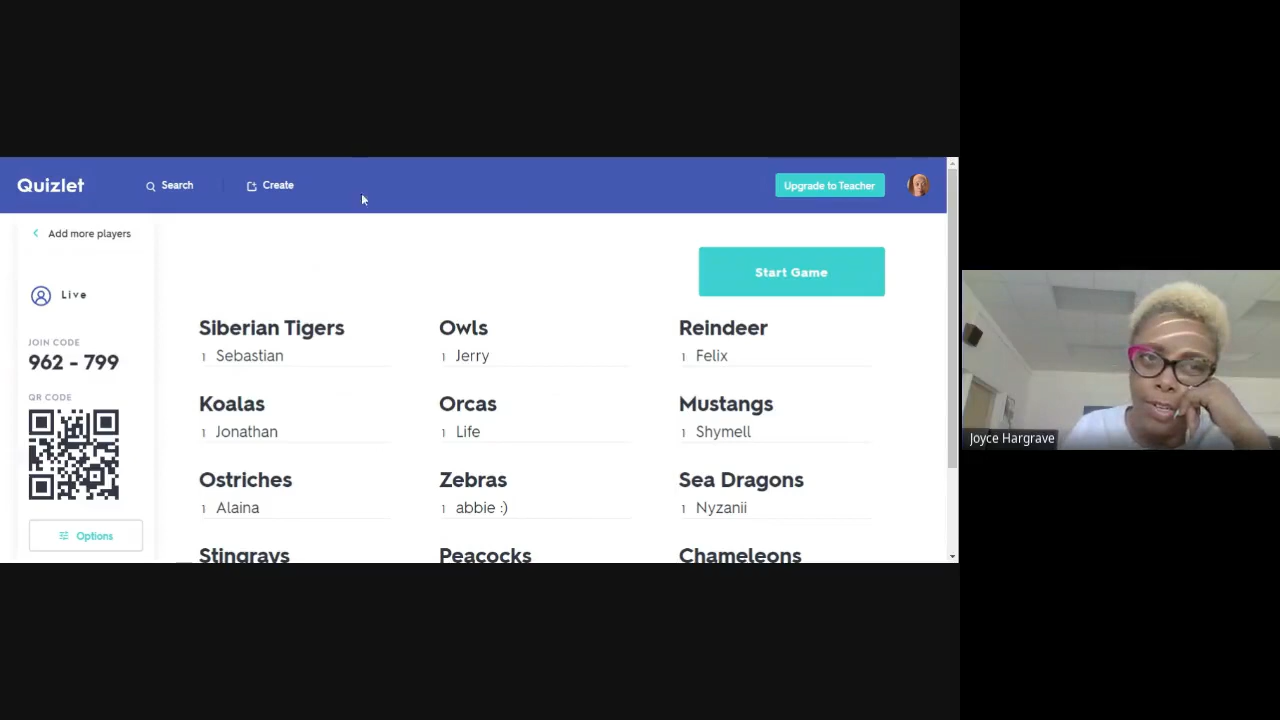 Quizlet
Search
Create
Upgrade to Teacher
Add more players
Live
JOIN CODE
962 - 799
QR CODE
Options
Start Game
Siberian Tigers
1 Sebastian
Owls
1 Jerry
Reindeer
1 Felix
Koalas
1 Jonathan
Orcas
1 Life
Mustangs
1 Shymell
Ostriches
1 Alaina
Zebras
1 abbie :)
Sea Dragons
1 Nyzanii
Stingrays
Peacocks
Chameleons
Joyce Hargrave